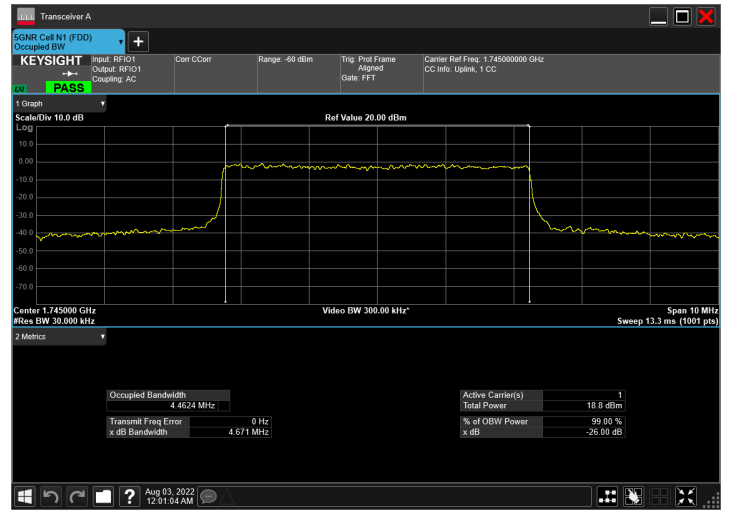 Transceiver A
5GNR Cell N1 (FDD)
Occupied BW
KEYSIGHT
LXI
PASS
Input: RFIO1
Output: RFIO1
Coupling: AC
Corr CCorr
Range: -60 dBm
Trig: Prot Frame
Aligned
Gate: FFT
Carrier Ref Freq: 1.745000000 GHz
CC Info: Uplink, 1 CC
1 Graph
Scale/Div 10.0 dB
Ref Value 20.00 dBm
Log
10.0
0.00
-10.0
-20.0
-30.0
-40.0
-50.0
-60.0
-70.0
Center 1.745000 GHz
Video BW 300.00 kHz*
Span 10 MHz
#Res BW 30.000 kHz
Sweep 13.3 ms (1001 pts)
2 Metrics
Occupied Bandwidth
4.4624 MHz
Transmit Freq Error 0 Hz
x dB Bandwidth 4.671 MHz
Active Carrier(s) 1
Total Power 18.8 dBm
% of OBW Power 99.00 %
x dB -26.00 dB
Aug 03, 2022
12:01:04 AM